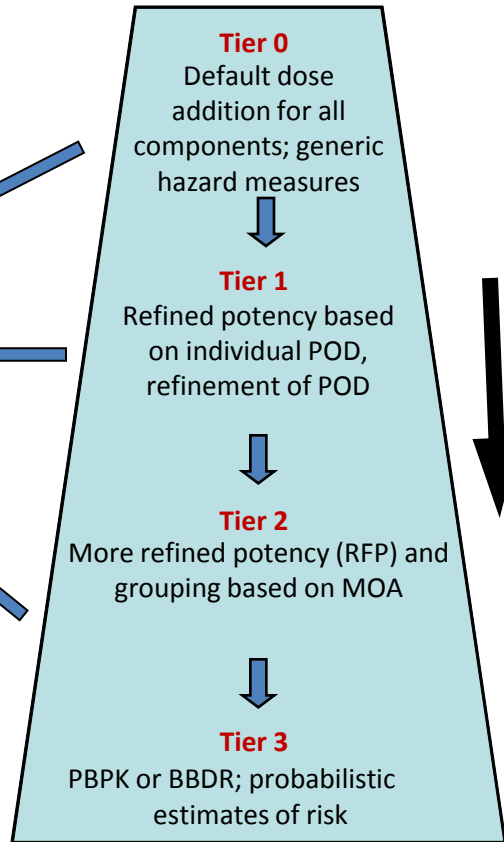 Tier 0
Default dose
addition for all
components; generic
hazard measures
Tier 1
Refined potency based
on individual POD,
refinement of POD
Tier 2
More refined potency (RFP) and
grouping based on MOA
Tier 3
PBPK or BBDR; probabilistic
estimates of risk